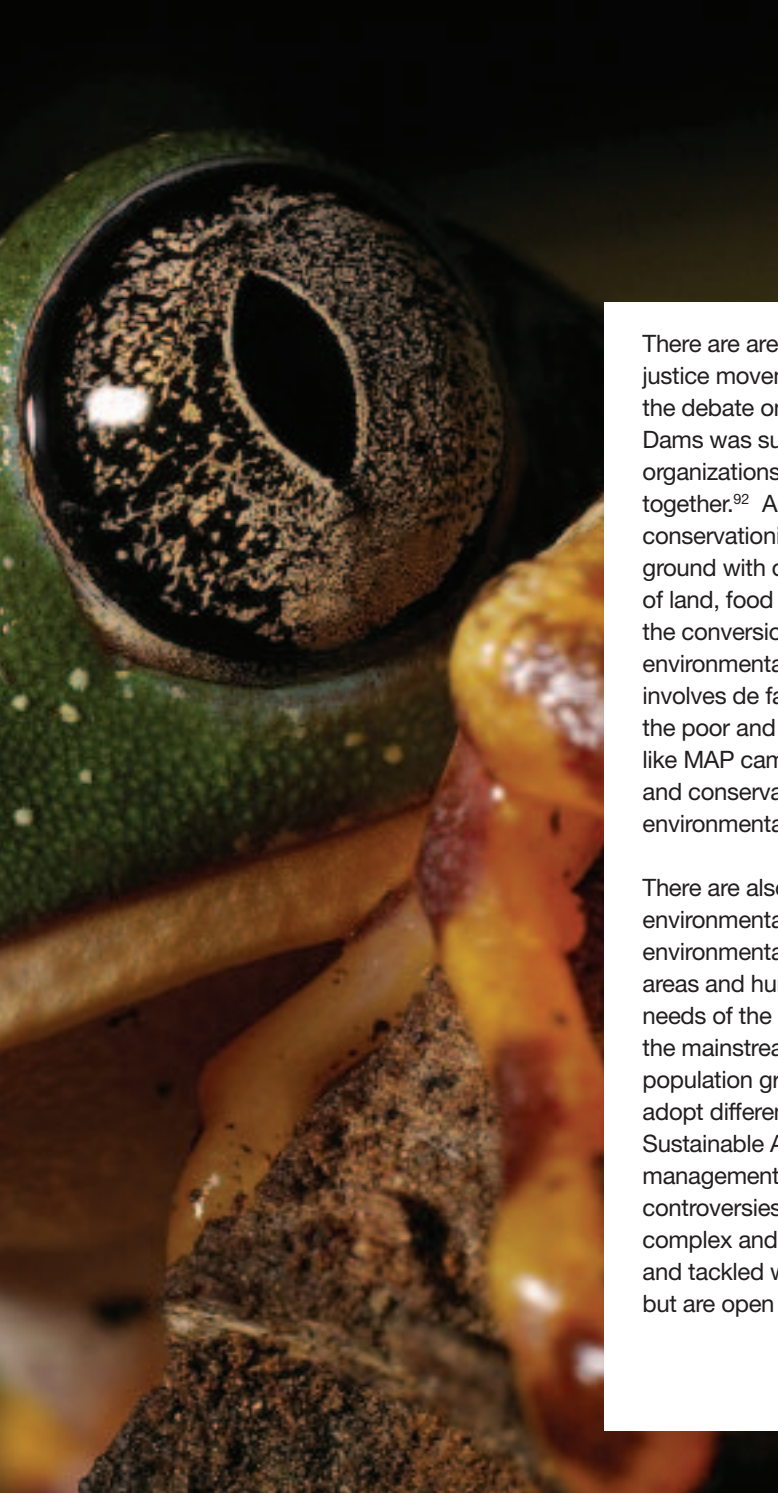 There are are
justice mover
the debate or
Dams was su
organizations
together.92 A
conservationi
ground with c
of land, food
the conversic
environmenta
involves de fa
the poor and
like MAP cam
and conserva
environmenta
There are also
environmenta
environmenta
areas and hu
needs of the
the mainstrea
population gr
adopt differer
Sustainable A
management
controversies
complex and
and tackled w
but are open